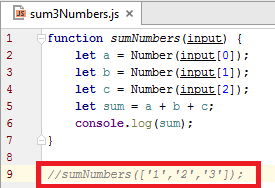 sum3Numbers.js
1 function sumNumbers(input) {
2 let a = Number(input[0]);
3 let b = Number(input[1]);
4 let c = Number(input[2]);
5 let sum = a + b + c;
6 console.log(sum);
7 }
8
9 //sumNumbers(['1','2','3']);